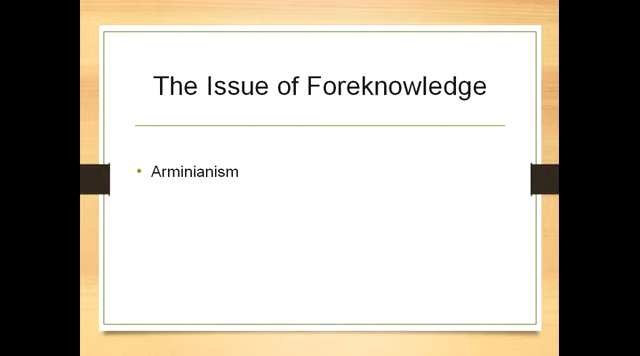 The Issue of Foreknowledge
• Arminianism